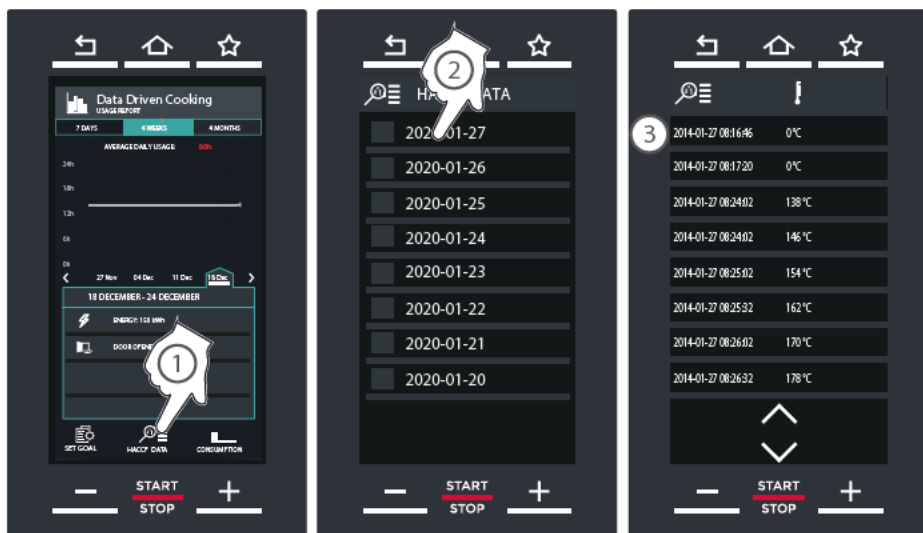 Data Driven Cooking
USAGE REPORT
7 DAYS 4 WEEKS 4 MONTHS
AVERAGE DAILY USAGE:
24h
18h
12h
6h
0h
27 Nov 04 Dec 11 Dec 18 Dec
18 DECEMBER - 24 DECEMBER
ENERGY: 151 kWh
DOOR OPEN
1
SET GOAL HACCP DATA CONSUMPTION
START
STOP
2
HA ATA
2020-01-27
2020-01-26
2020-01-25
2020-01-24
2020-01-23
2020-01-22
2020-01-21
2020-01-20
START
STOP
3
2014-01-27 08:16:46 0°C
2014-01-27 08:17:20 0°C
2014-01-27 08:24:02 138 °C
2014-01-27 08:24:02 146 °C
2014-01-27 08:25:02 154 °C
2014-01-27 08:25:32 162 °C
2014-01-27 08:26:02 170 °C
2014-01-27 08:26:32 178 °C
START
STOP